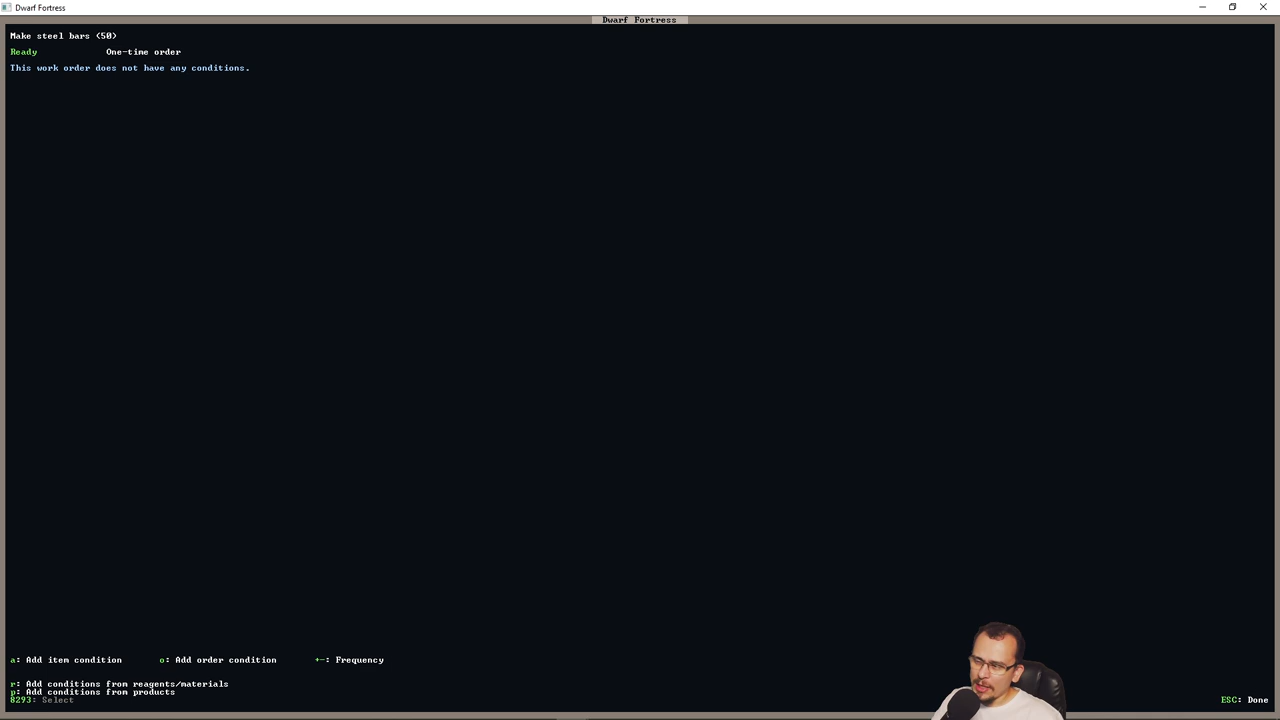 Dwarf Fortress
Dwarf Fortress
Make steel bars (50)
Ready One-time order
This work order does not have any conditions.
a: Add item condition o: Add order condition +-: Frequency
r: Add conditions from reagents/materials
p: Add conditions from products
8293: Select ESC: Done